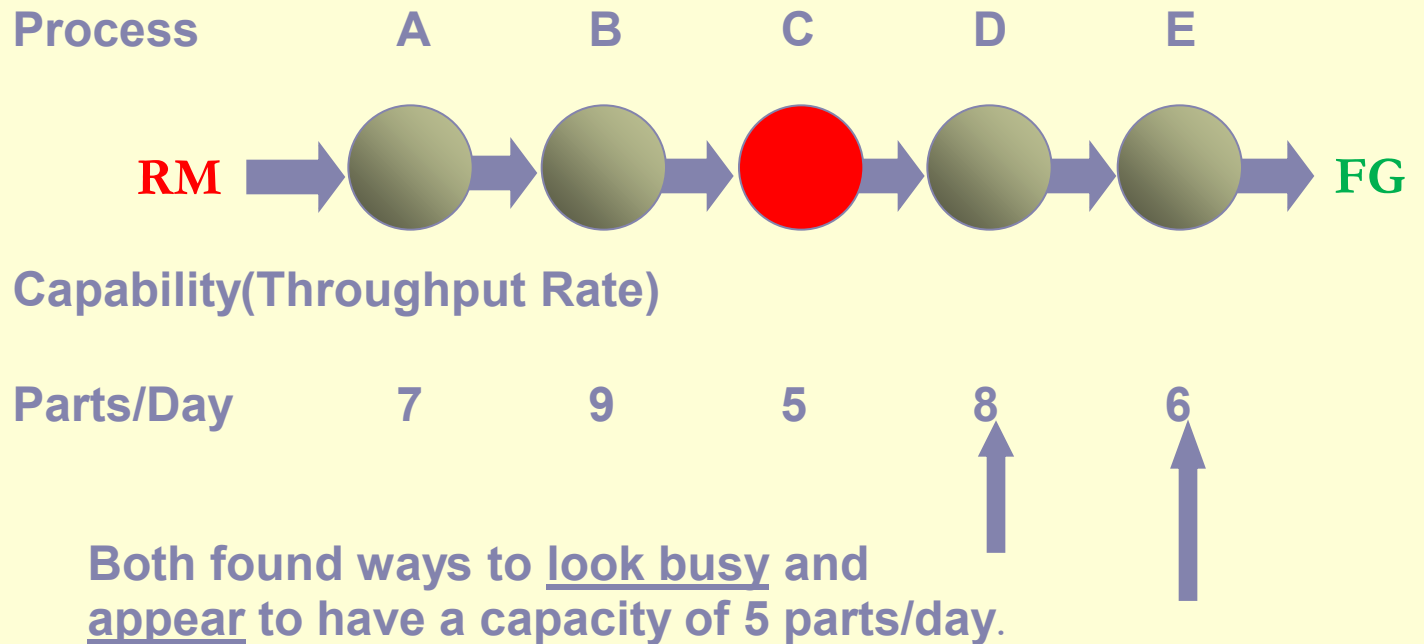 Process A B C D E
RM FG
Capability(Throughput Rate)
Parts/Day 7 9 5 8 6
Both found ways to look busy and
appear to have a capacity of 5 parts/day.